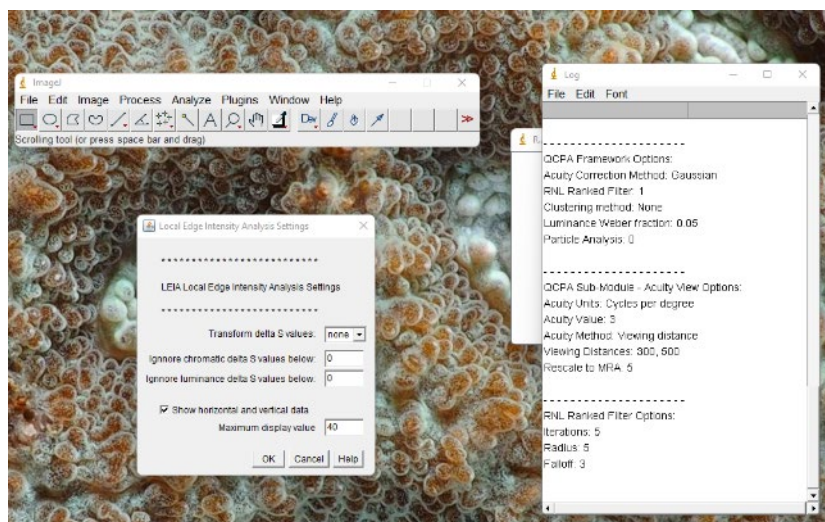 ImageJ
File Edit Image Process Analyze Plugins Window Help
A Dev >>
Scrolling tool (or press space bar and drag)
Local Edge Intensity Analysis Settings
* * * * * * * * * * * * * * * * * * * * * * * * * *
LEIA Local Edge Intensity Analysis Settings
* * * * * * * * * * * * * * * * * * * * * * * * * *
Transform delta S values: none
Ignnore chromatic delta S values below: 0
Ignnore luminance delta S values below: 0
Show horizontal and vertical data
Maximum display value 40
OK Cancel Help
Log
File Edit Font
- - - - - - - - - - - - - - - - - - - - - -
QCPA Framework Options:
Acuity Correction Method: Gaussian
RNL Ranked Filter: 1
Clustering method: None
Luminance Weber fraction: 0.05
Particle Analysis: 0
- - - - - - - - - - - - - - - - - - - - - -
QCPA Sub-Module - Acuity View Options:
Acuity Units: Cycles per degree
Acuity Value: 3
Acuity Method: Viewing distance
Viewing Distances: 300, 500
Rescale to MRA: 5
- - - - - - - - - - - - - - - - - - - - - -
RNL Ranked Filter Options:
Iterations: 5
Radius: 5
Falloff: 3